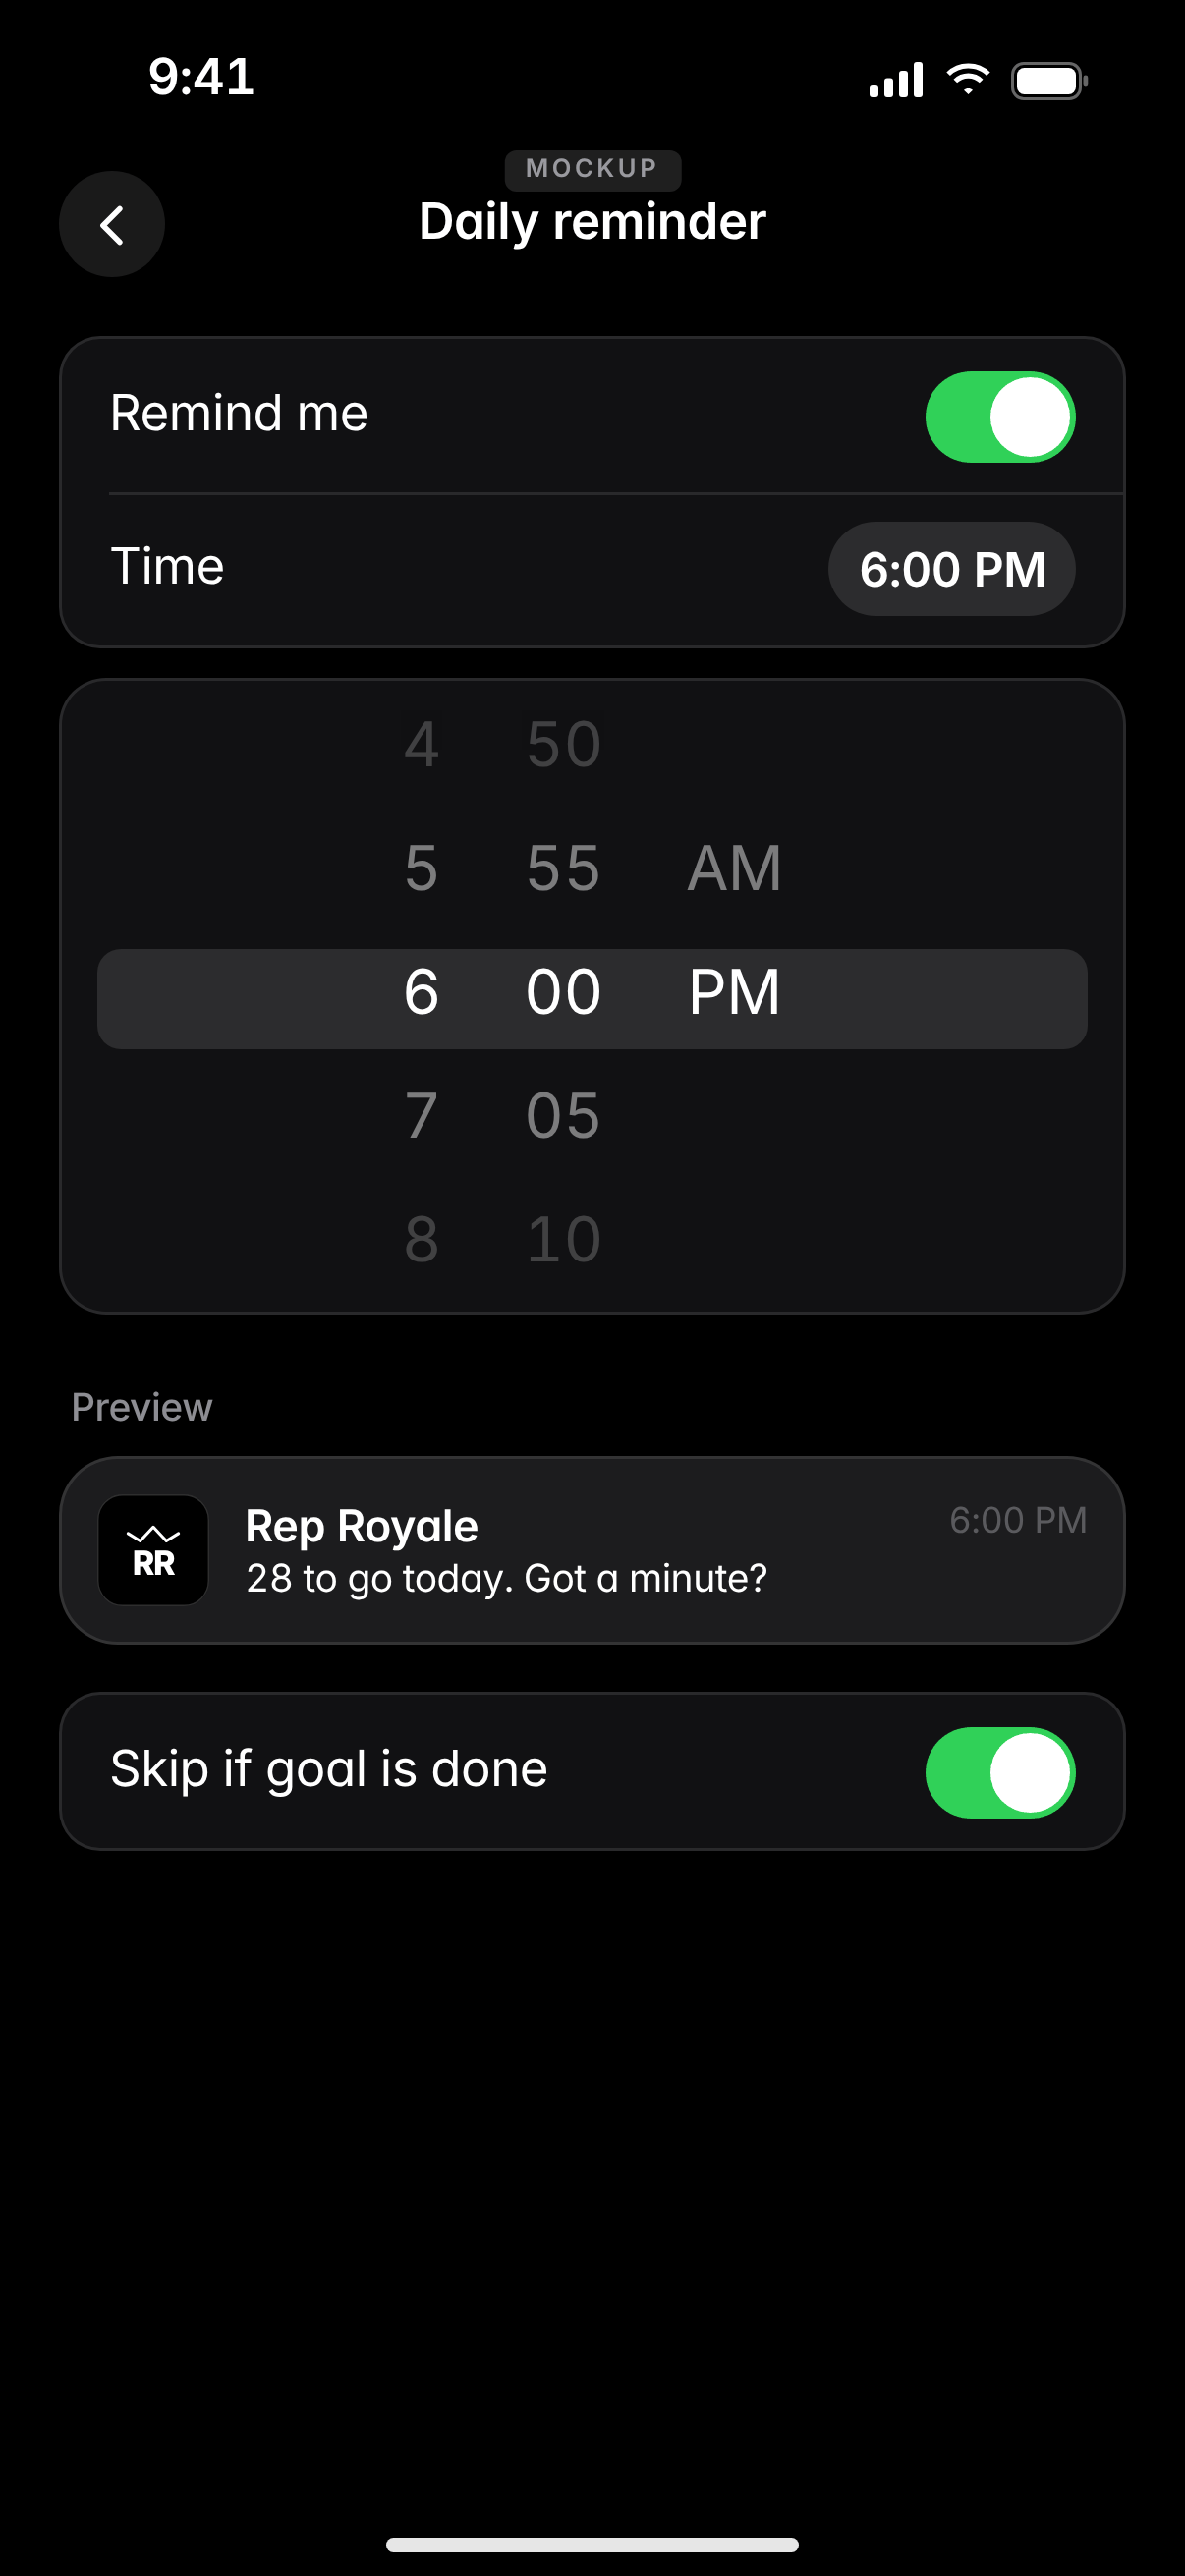 9:41
MOCKUP
Daily reminder
Remind me
Time 6:00 PM
4 50
5 55 AM
6 00 PM
7 05
8 10
Preview
RR
Rep Royale 6:00 PM
28 to go today. Got a minute?
Skip if goal is done